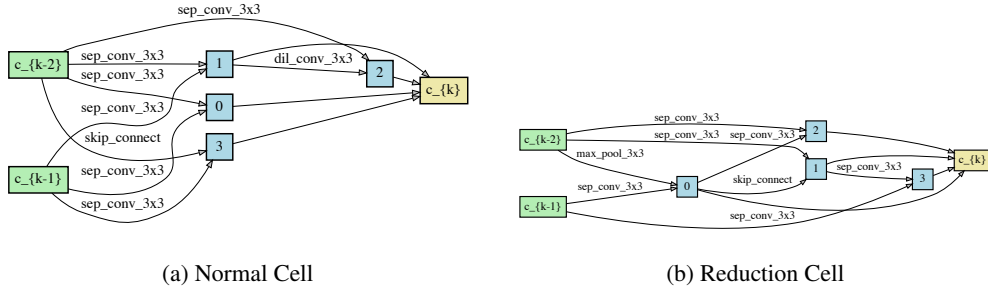 sep_conv_3x3
c_{k-2}
sep_conv_3x3
1
dil_conv_3x3
2
sep_conv_3x3
c_{k}
sep_conv_3x3
0
skip_connect
3
c_{k-1}
sep_conv_3x3
sep_conv_3x3
(a) Normal Cell
sep_conv_3x3
c_{k-2}
sep_conv_3x3
sep_conv_3x3
2
max_pool_3x3
1
sep_conv_3x3
c_{k}
sep_conv_3x3
0
skip_connect
3
c_{k-1}
sep_conv_3x3
(b) Reduction Cell